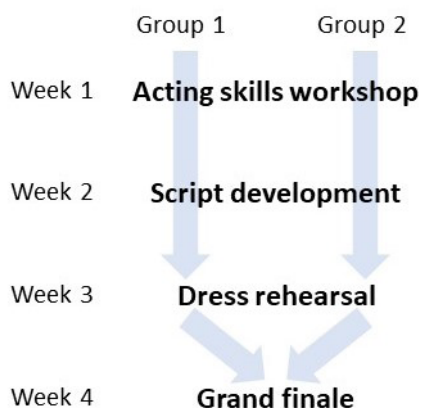 Group 1 Group 2
Week 1 Acting skills workshop
Week 2 Script development
Week 3 Dress rehearsal
Week 4 Grand finale